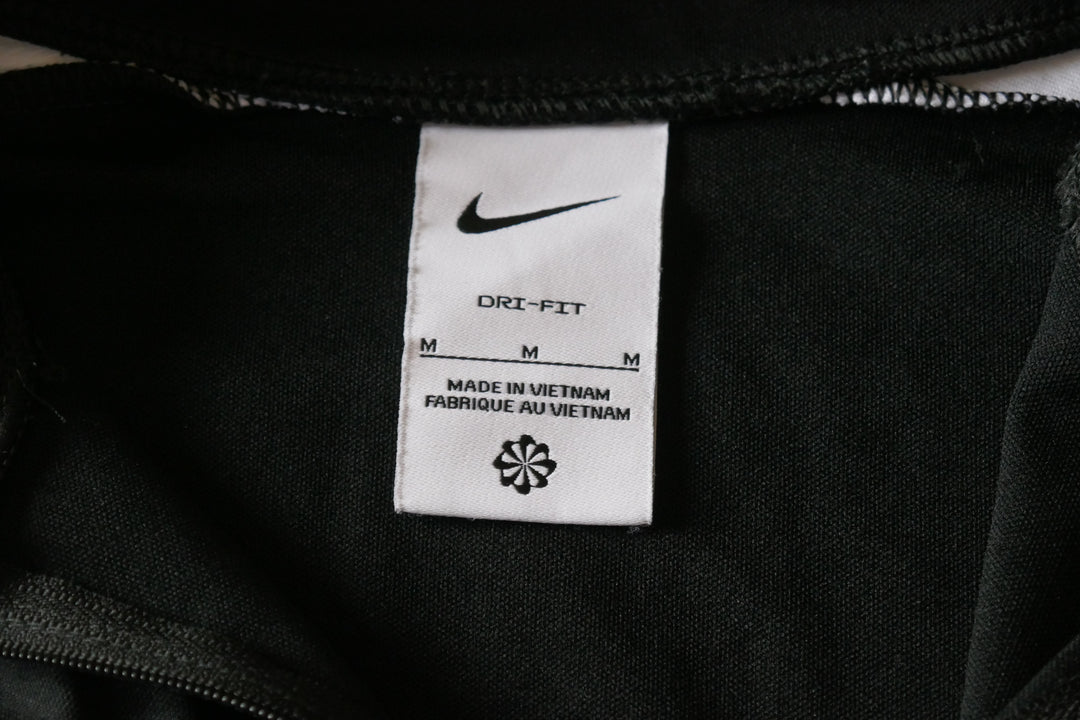 DRI-FIT
M M M
MADE IN VIETNAM
FABRIQUE AU VIETNAM